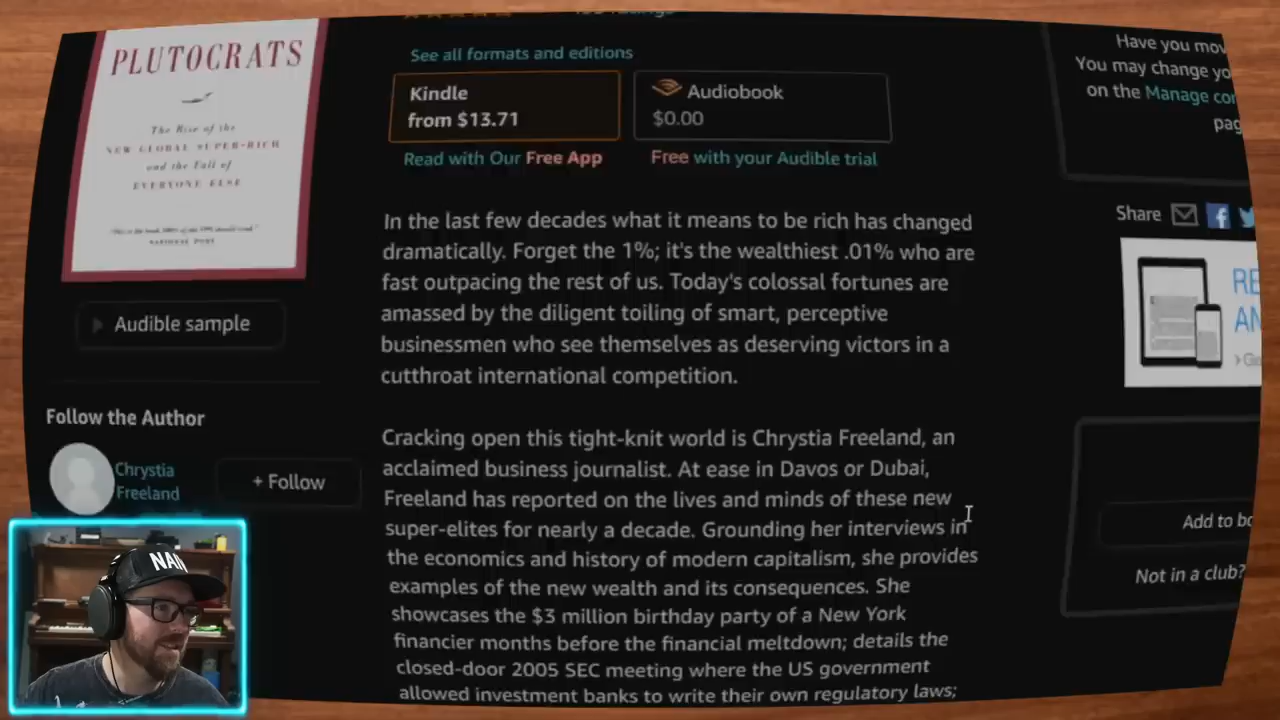 PLUTOCRATS
The Rise of the
NEW GLOBAL SUPER-RICH
and the Fall of
EVERYONE ELSE
NATIONAL POST
See all formats and editions
Kindle
from $13.71
Audiobook
$0.00
Read with Our Free App
Free with your Audible trial
In the last few decades what it means to be rich has changed
dramatically. Forget the 1%; it's the wealthiest .01% who are
fast outpacing the rest of us. Today's colossal fortunes are
amassed by the diligent toiling of smart, perceptive
businessmen who see themselves as deserving victors in a
cutthroat international competition.
Cracking open this tight-knit world is Chrystia Freeland, an
acclaimed business journalist. At ease in Davos or Dubai,
Freeland has reported on the lives and minds of these new
super-elites for nearly a decade. Grounding her interviews in
the economics and history of modern capitalism, she provides
examples of the new wealth and its consequences. She
showcases the $3 million birthday party of a New York
financier months before the financial meltdown; details the
closed-door 2005 SEC meeting where the US government
allowed investment banks to write their own regulatory laws;
Audible sample
Follow the Author
Chrystia
Freeland
+ Follow
Have you mov
You may change yo
on the Manage con
pag
Share
RE
AN
Add to bo
Not in a club?
NAN